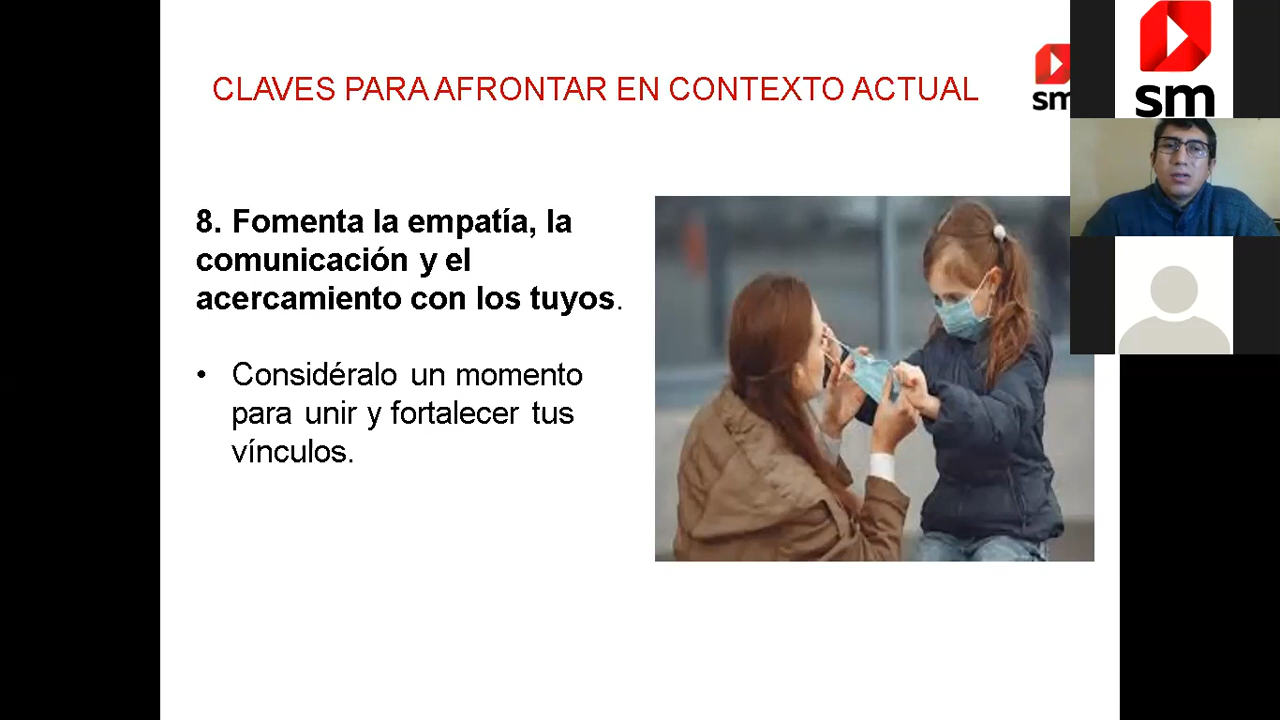 CLAVES PARA AFRONTAR EN CONTEXTO ACTUAL
sm
sm
8. Fomenta la empatía, la
comunicación y el
acercamiento con los tuyos.
• Considéralo un momento
para unir y fortalecer tus
vínculos.